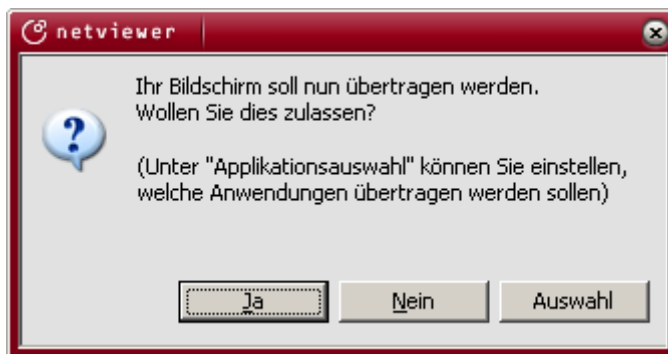 netviewer
Ihr Bildschirm soll nun übertragen werden.
Wollen Sie dies zulassen?
(Unter "Applikationsauswahl" können Sie einstellen,
welche Anwendungen übertragen werden sollen)
Ja
Nein
Auswahl